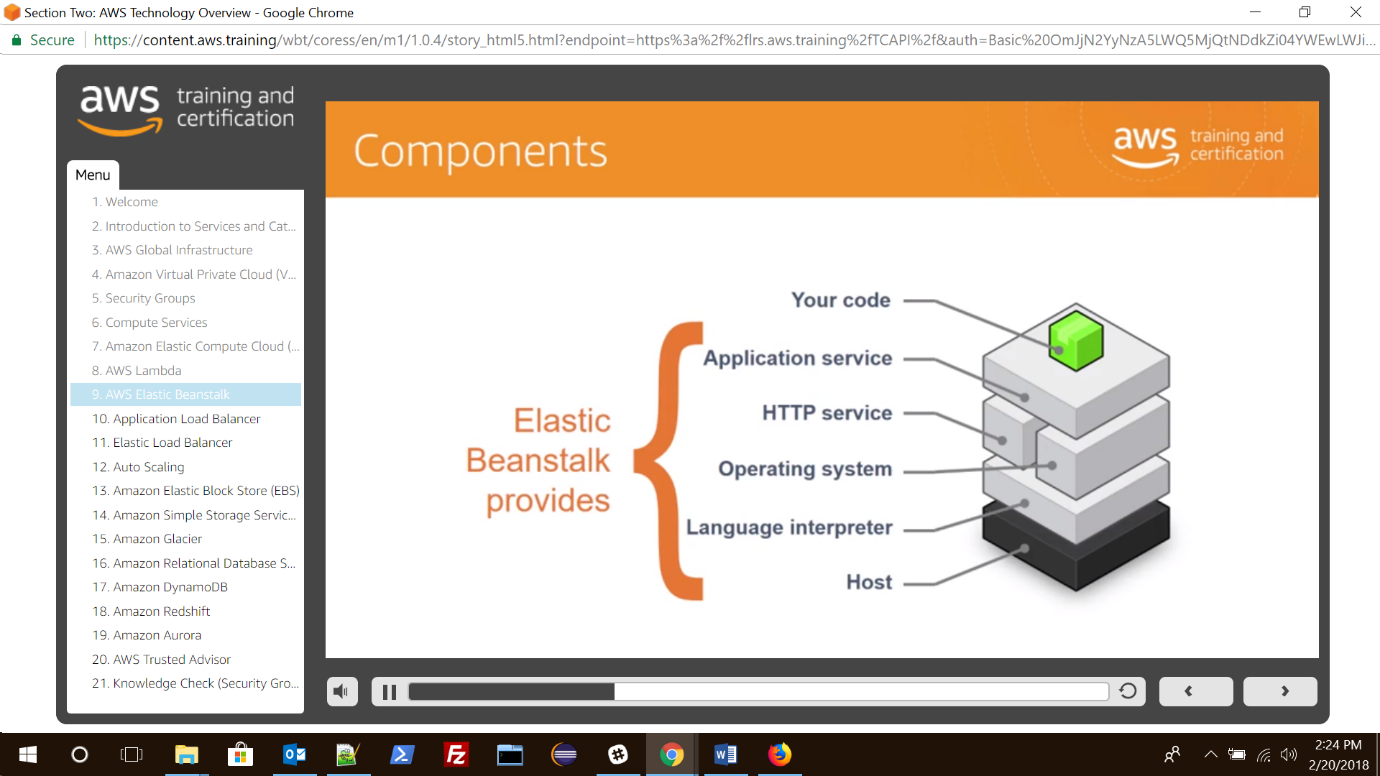 Section Two: AWS Technology Overview - Google Chrome
Secure
https://content.aws.training/wbt/coress/en/m1/1.0.4/story_html5.html?endpoint=https%3a%2f%2flrs.aws.training%2fTCAPI%2f&auth=Basic%20OmJjN2YyNzA5LWQ5MjQtNDdkZi04YWEwLWJi...
aws training and certification
Menu
1. Welcome
2. Introduction to Services and Cat...
3. AWS Global Infrastructure
4. Amazon Virtual Private Cloud (V...
5. Security Groups
6. Compute Services
7. Amazon Elastic Compute Cloud (...
8. AWS Lambda
9. AWS Elastic Beanstalk
10. Application Load Balancer
11. Elastic Load Balancer
12. Auto Scaling
13. Amazon Elastic Block Store (EBS)
14. Amazon Simple Storage Servic...
15. Amazon Glacier
16. Amazon Relational Database S...
17. Amazon DynamoDB
18. Amazon Redshift
19. Amazon Aurora
20. AWS Trusted Advisor
21. Knowledge Check (Security Gro...
Components
aws training and certification
Elastic
Beanstalk
provides
Your code
Application service
HTTP service
Operating system
Language interpreter
Host
2:24 PM
2/20/2018